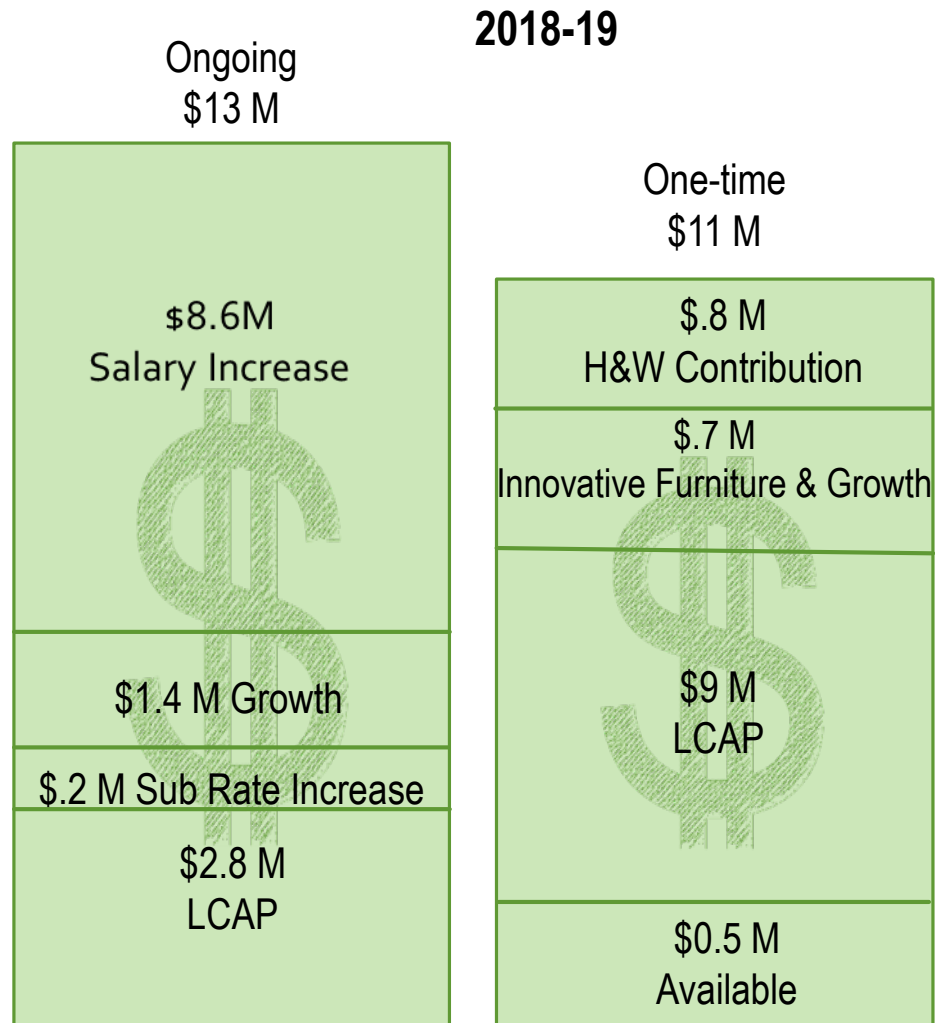 2018-19
Ongoing
$13 M
$8.6M
Salary Increase
$1.4 M Growth
$.2 M Sub Rate Increase
$2.8 M
LCAP
One-time
$11 M
$.8 M
H&W Contribution
$.7 M
Innovative Furniture & Growth
$9 M
LCAP
$0.5 M
Available